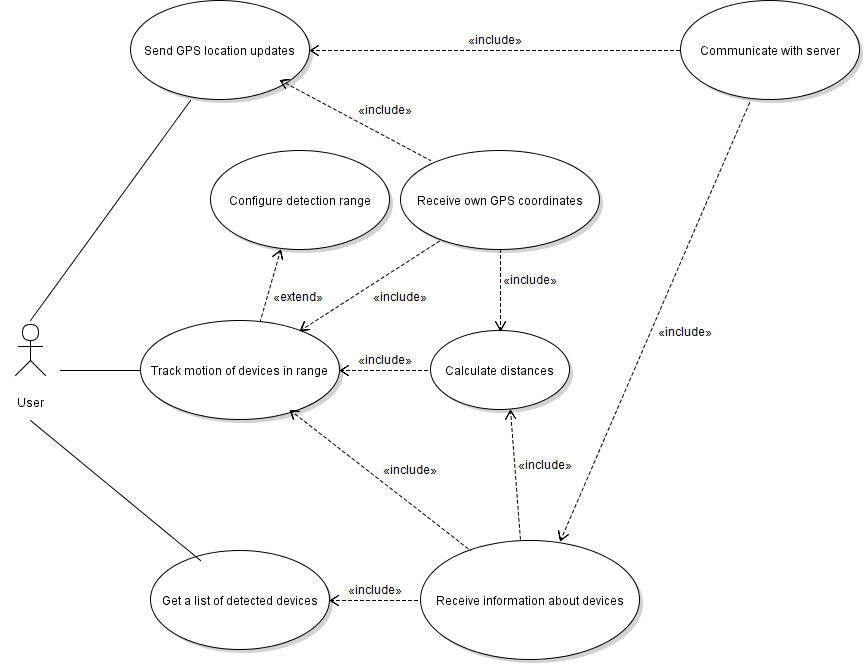 Send GPS location updates
«include»
Communicate with server
«include»
Configure detection range
Receive own GPS coordinates
«include»
«extend»
«include»
«include»
Track motion of devices in range
«include»
Calculate distances
User
«include»
«include»
Get a list of detected devices
«include»
Receive information about devices